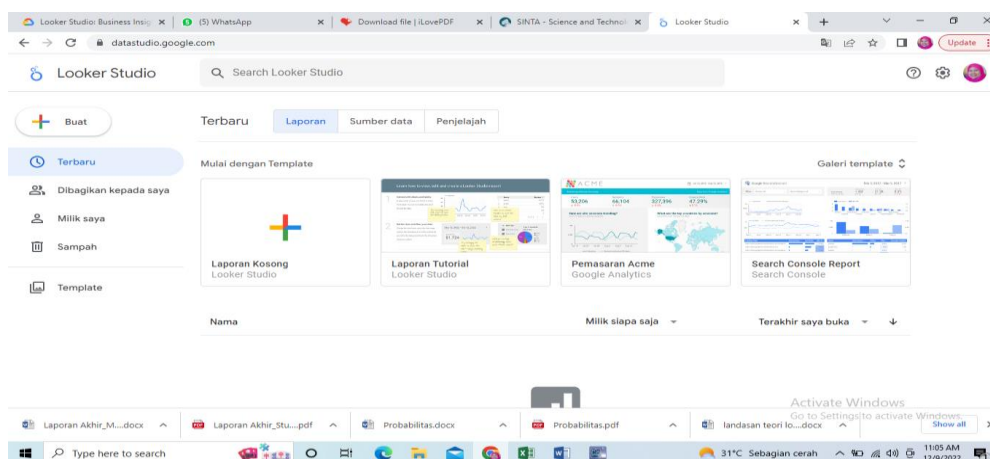 Looker Studio: Business Insig
(5) WhatsApp
Download file | iLovePDF
SINTA - Science and Technol
Looker Studio
datastudio.google.com
Update
Looker Studio
Search Looker Studio
Buat
Terbaru
Laporan
Sumber data
Penjelajah
Terbaru
Dibagikan kepada saya
Milik saya
Sampah
Template
Mulai dengan Template
Galeri template
Laporan Kosong
Looker Studio
Laporan Tutorial
Looker Studio
ACME
Pemasaran Acme
Google Analytics
Search Console Report
Search Console
Nama
Milik siapa saja
Terakhir saya buka
Activate Windows
Go to Settings to activate Windows.
Laporan Akhir_M....docx
Laporan Akhir_Stu....pdf
Probabilitas.docx
Probabilitas.pdf
landasan teori lo....docx
Show all
Type here to search
31°C Sebagian cerah
11:05 AM
12/9/2022